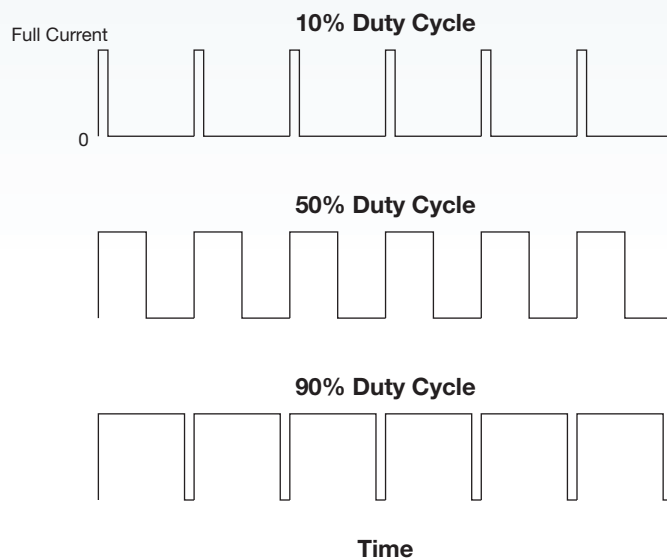 10% Duty Cycle
Full Current
0
50% Duty Cycle
90% Duty Cycle
Time